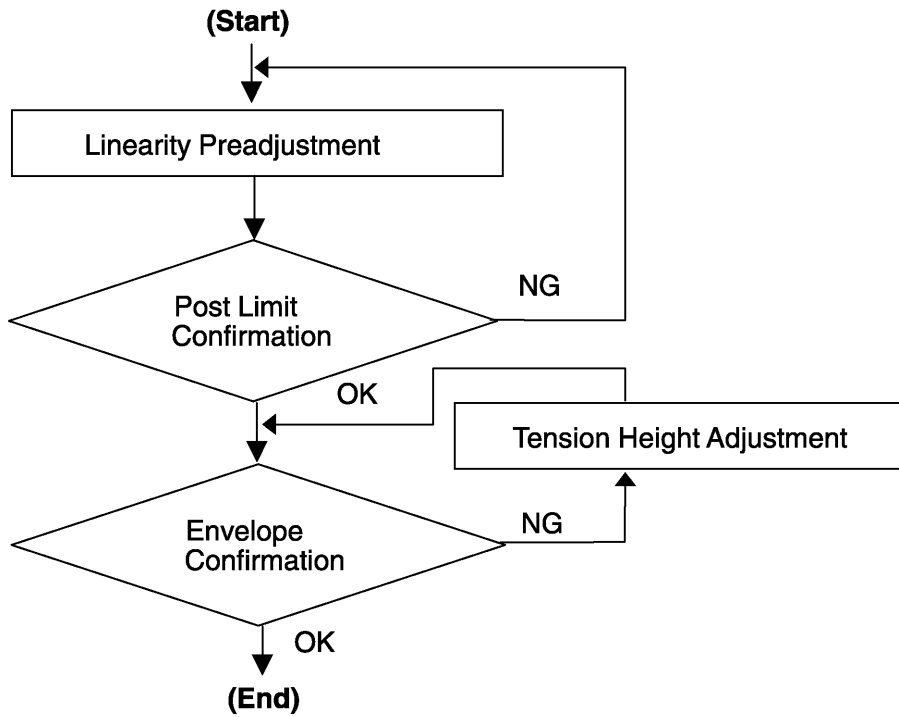 (Start)
Linearity Preadjustment
NG
Post Limit
Confirmation
OK
Tension Height Adjustment
NG
Envelope
Confirmation
OK
(End)